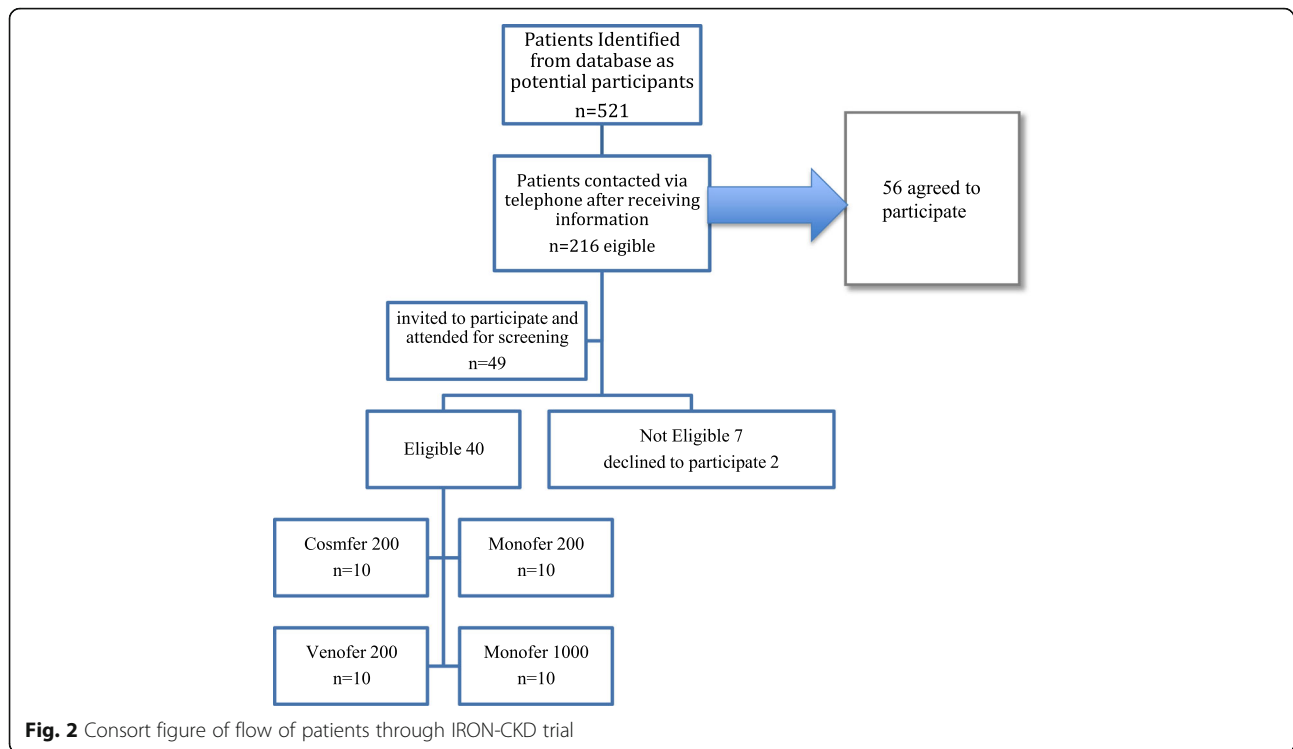 Patients Identified
from database as
potential participants
n=521
Patients contacted via
telephone after receiving
information
n=216 eigible
56 agreed to
participate
invited to participate and
attended for screening
n=49
Eligible 40
Not Eligible 7
declined to participate 2
Cosmfer 200
n=10
Monofer 200
n=10
Venofer 200
n=10
Monofer 1000
n=10
Fig. 2 Consort figure of flow of patients through IRON-CKD trial